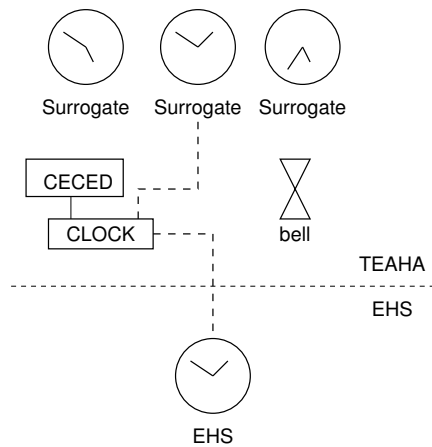 Surrogate Surrogate Surrogate
CECED
CLOCK
bell
TEAHA
EHS
EHS